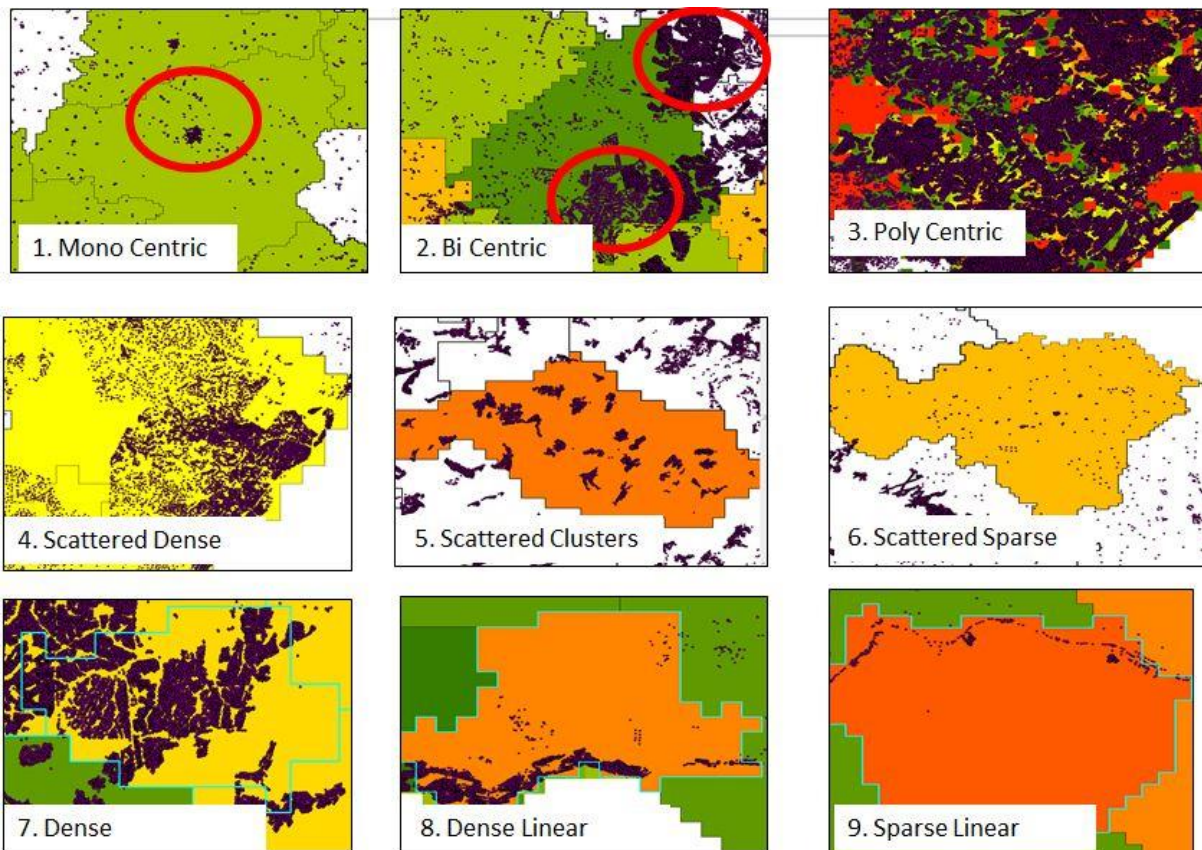 1. Mono Centric
2. Bi Centric
3. Poly Centric
4. Scattered Dense
5. Scattered Clusters
6. Scattered Sparse
7. Dense
8. Dense Linear
9. Sparse Linear